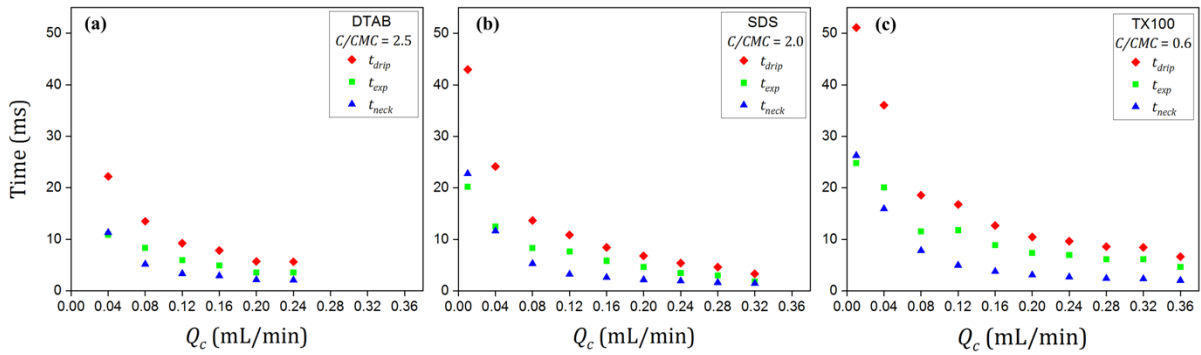 (a)
DTAB
C/CMC = 2.5
t_drip
t_exp
t_neck
50
40
30
20
10
0
0.00 0.04 0.08 0.12 0.16 0.20 0.24 0.28 0.32 0.36
Time (ms)
Q_c (mL/min)
(b)
SDS
C/CMC = 2.0
t_drip
t_exp
t_neck
50
40
30
20
10
0
0.00 0.04 0.08 0.12 0.16 0.20 0.24 0.28 0.32 0.36
Q_c (mL/min)
(c)
TX100
C/CMC = 0.6
t_drip
t_exp
t_neck
50
40
30
20
10
0
0.00 0.04 0.08 0.12 0.16 0.20 0.24 0.28 0.32 0.36
Q_c (mL/min)